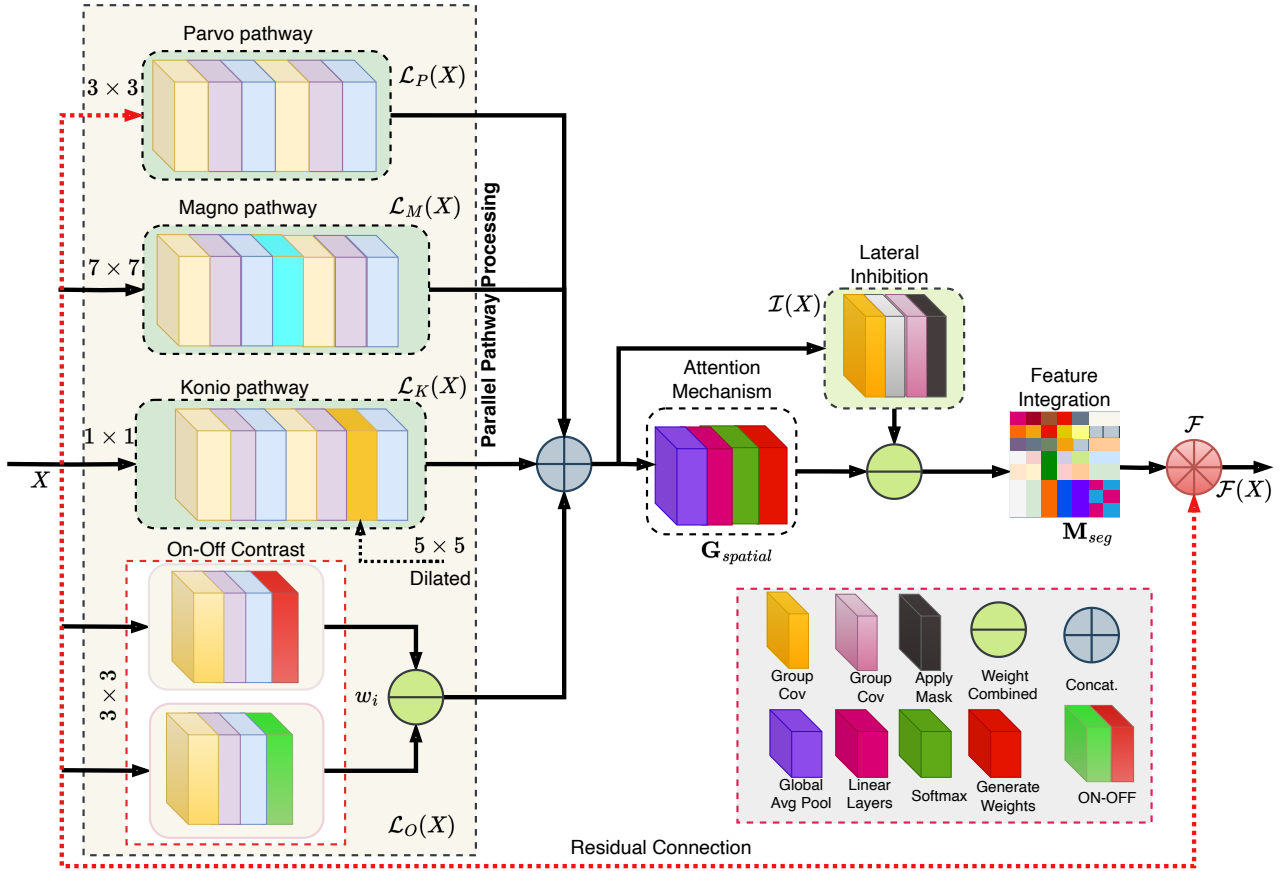 Parvo pathway
3 × 3
ℒ_P(X)
Magno pathway
ℒ_M(X)
7 × 7
Parallel Pathway Processing
Konio pathway
ℒ_K(X)
1 × 1
X
5 × 5
Dilated
On-Off Contrast
3 × 3
w_i
ℒ_O(X)
Lateral
Inhibition
ℐ(X)
Attention
Mechanism
G_spatial
Feature
Integration
M_seg
ℱ
ℱ(X)
Group
Cov
Group
Cov
Apply
Mask
Weight
Combined
Concat.
Global
Avg Pool
Linear
Layers
Softmax
Generate
Weights
ON-OFF
Residual Connection